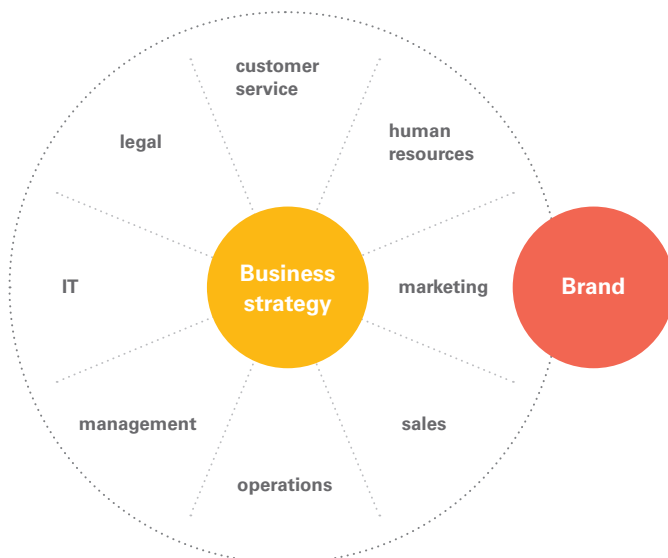 customer
service
legal
human
resources
IT
Business
strategy
marketing
Brand
management
sales
operations